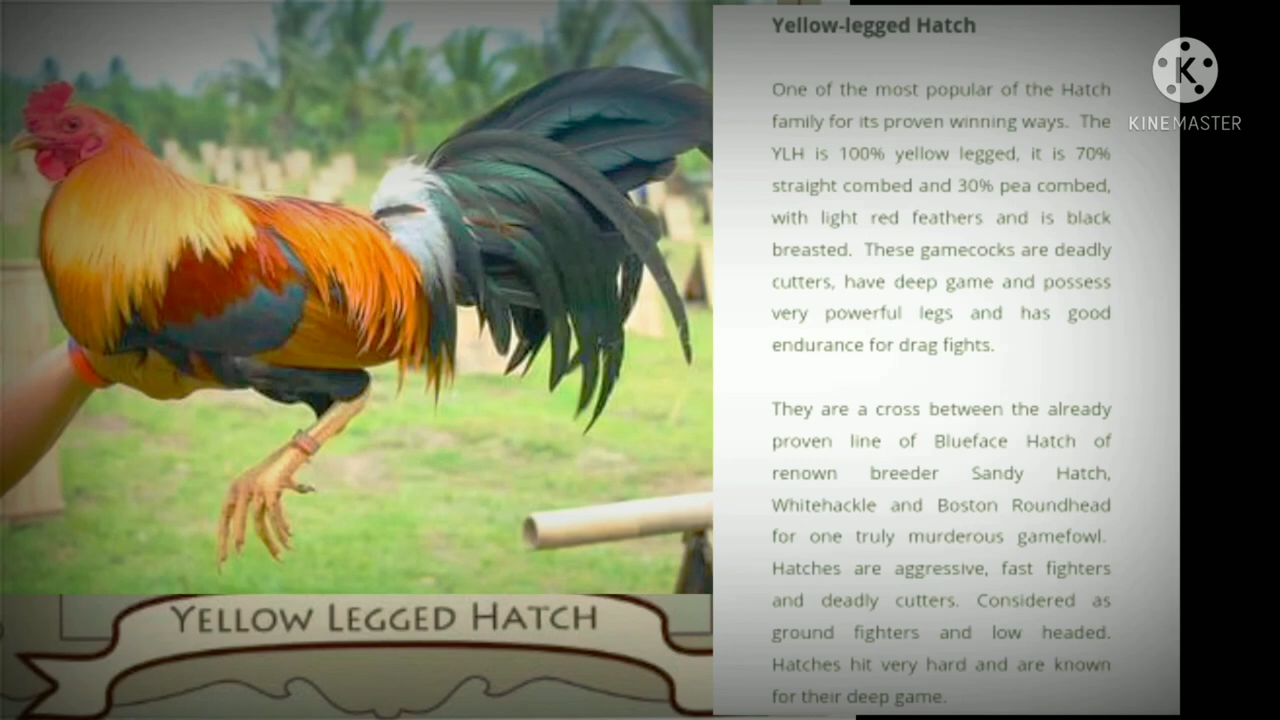 Yellow-legged Hatch
One of the most popular of the Hatch
family for its proven winning ways. The
YLH is 100% yellow legged, it is 70%
straight combed and 30% pea combed,
with light red feathers and is black
breasted. These gamecocks are deadly
cutters, have deep game and possess
very powerful legs and has good
endurance for drag fights.
They are a cross between the already
proven line of Blueface Hatch of
renown breeder Sandy Hatch,
Whitehackle and Boston Roundhead
for one truly murderous gamefowl.
Hatches are aggressive, fast fighters
and deadly cutters. Considered as
ground fighters and low headed.
Hatches hit very hard and are known
for their deep game.
K
KINEMASTER
YELLOW LEGGED HATCH